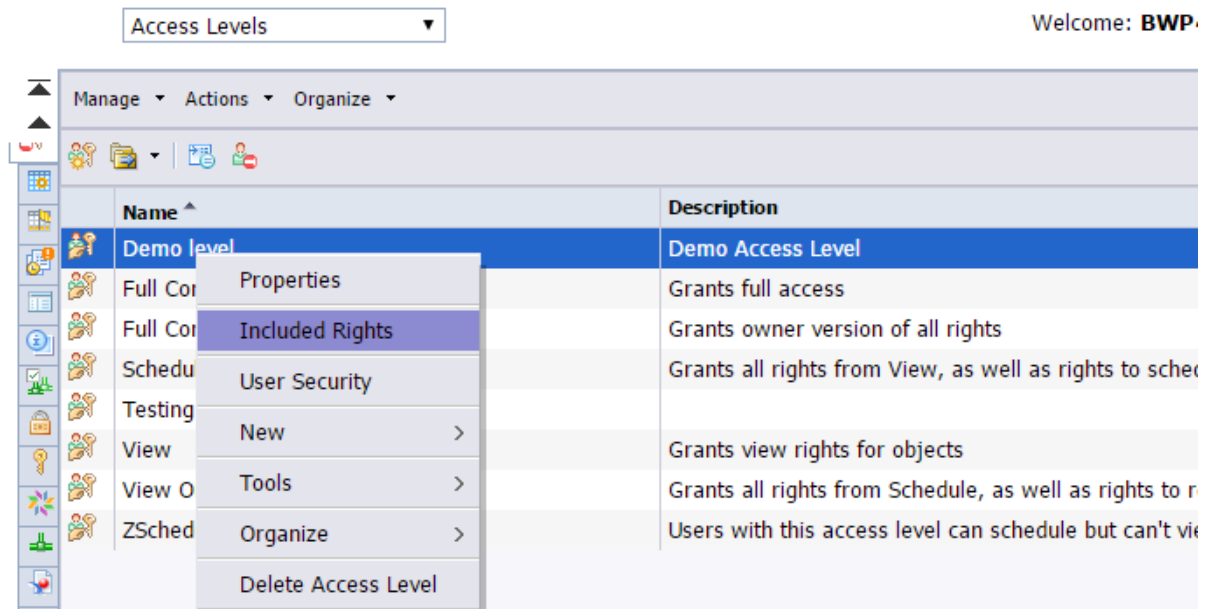 Access Levels
Welcome: BWP
Manage Actions Organize
Name Description
Demo level Demo Access Level
Full Con Grants full access
Full Con Grants owner version of all rights
Schedu Grants all rights from View, as well as rights to sched
Testing
View Grants view rights for objects
View O Grants all rights from Schedule, as well as rights to r
ZSched Users with this access level can schedule but can't vie
Properties
Included Rights
User Security
New
Tools
Organize
Delete Access Level